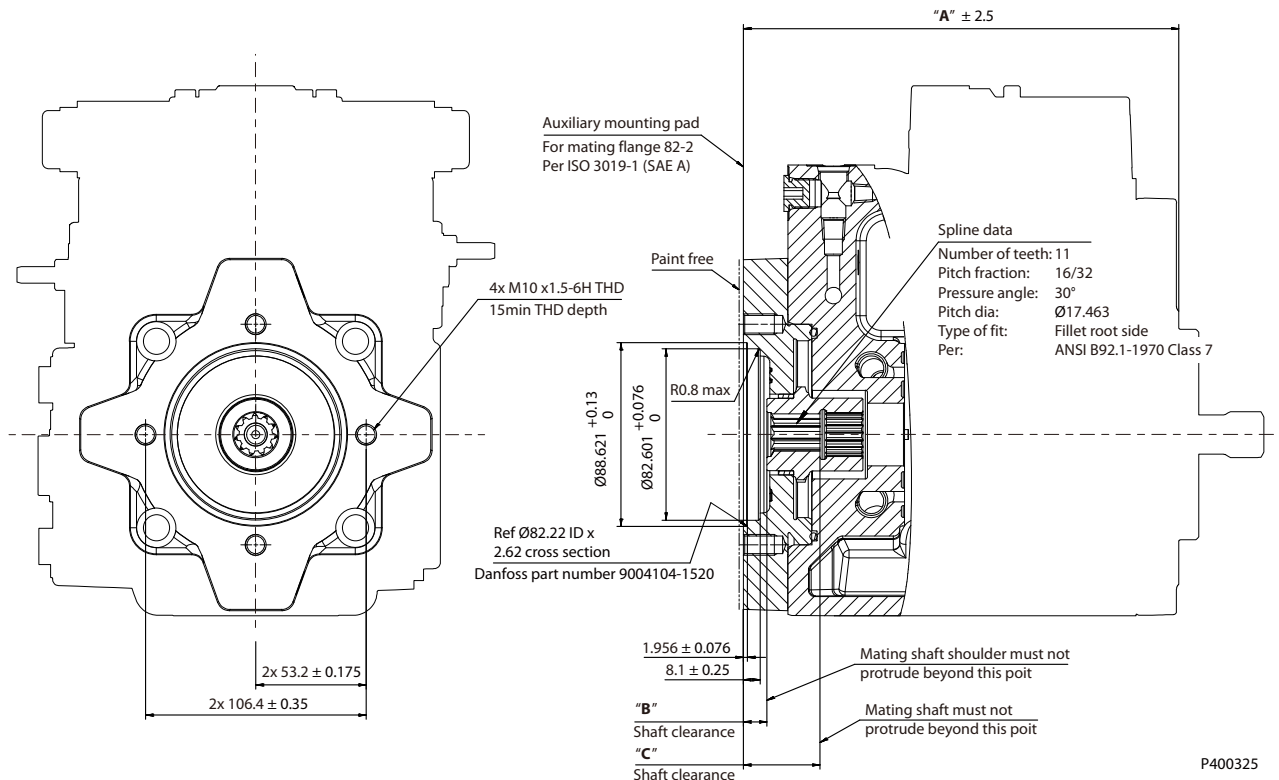 "A" ± 2.5
Auxiliary mounting pad
For mating flange 82-2
Per ISO 3019-1 (SAE A)
Spline data
Number of teeth: 11
Pitch fraction: 16/32
Pressure angle: 30°
Pitch dia: Ø17.463
Type of fit: Fillet root side
Per: ANSI B92.1-1970 Class 7
Paint free
4x M10 x1.5-6H THD
15min THD depth
R0.8 max
Ø88.621 +0.13 0
Ø82.601 +0.076 0
Ref Ø82.22 ID x
2.62 cross section
Danfoss part number 9004104-1520
1.956 ± 0.076
8.1 ± 0.25
2x 53.2 ± 0.175
2x 106.4 ± 0.35
Mating shaft shoulder must not
protrude beyond this poit
"B"
Shaft clearance
Mating shaft must not
protrude beyond this poit
"C"
Shaft clearance
P400325